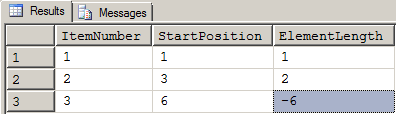 Results Messages
ItemNumber StartPosition ElementLength
1 1 1 1
2 2 3 2
3 3 6 -6